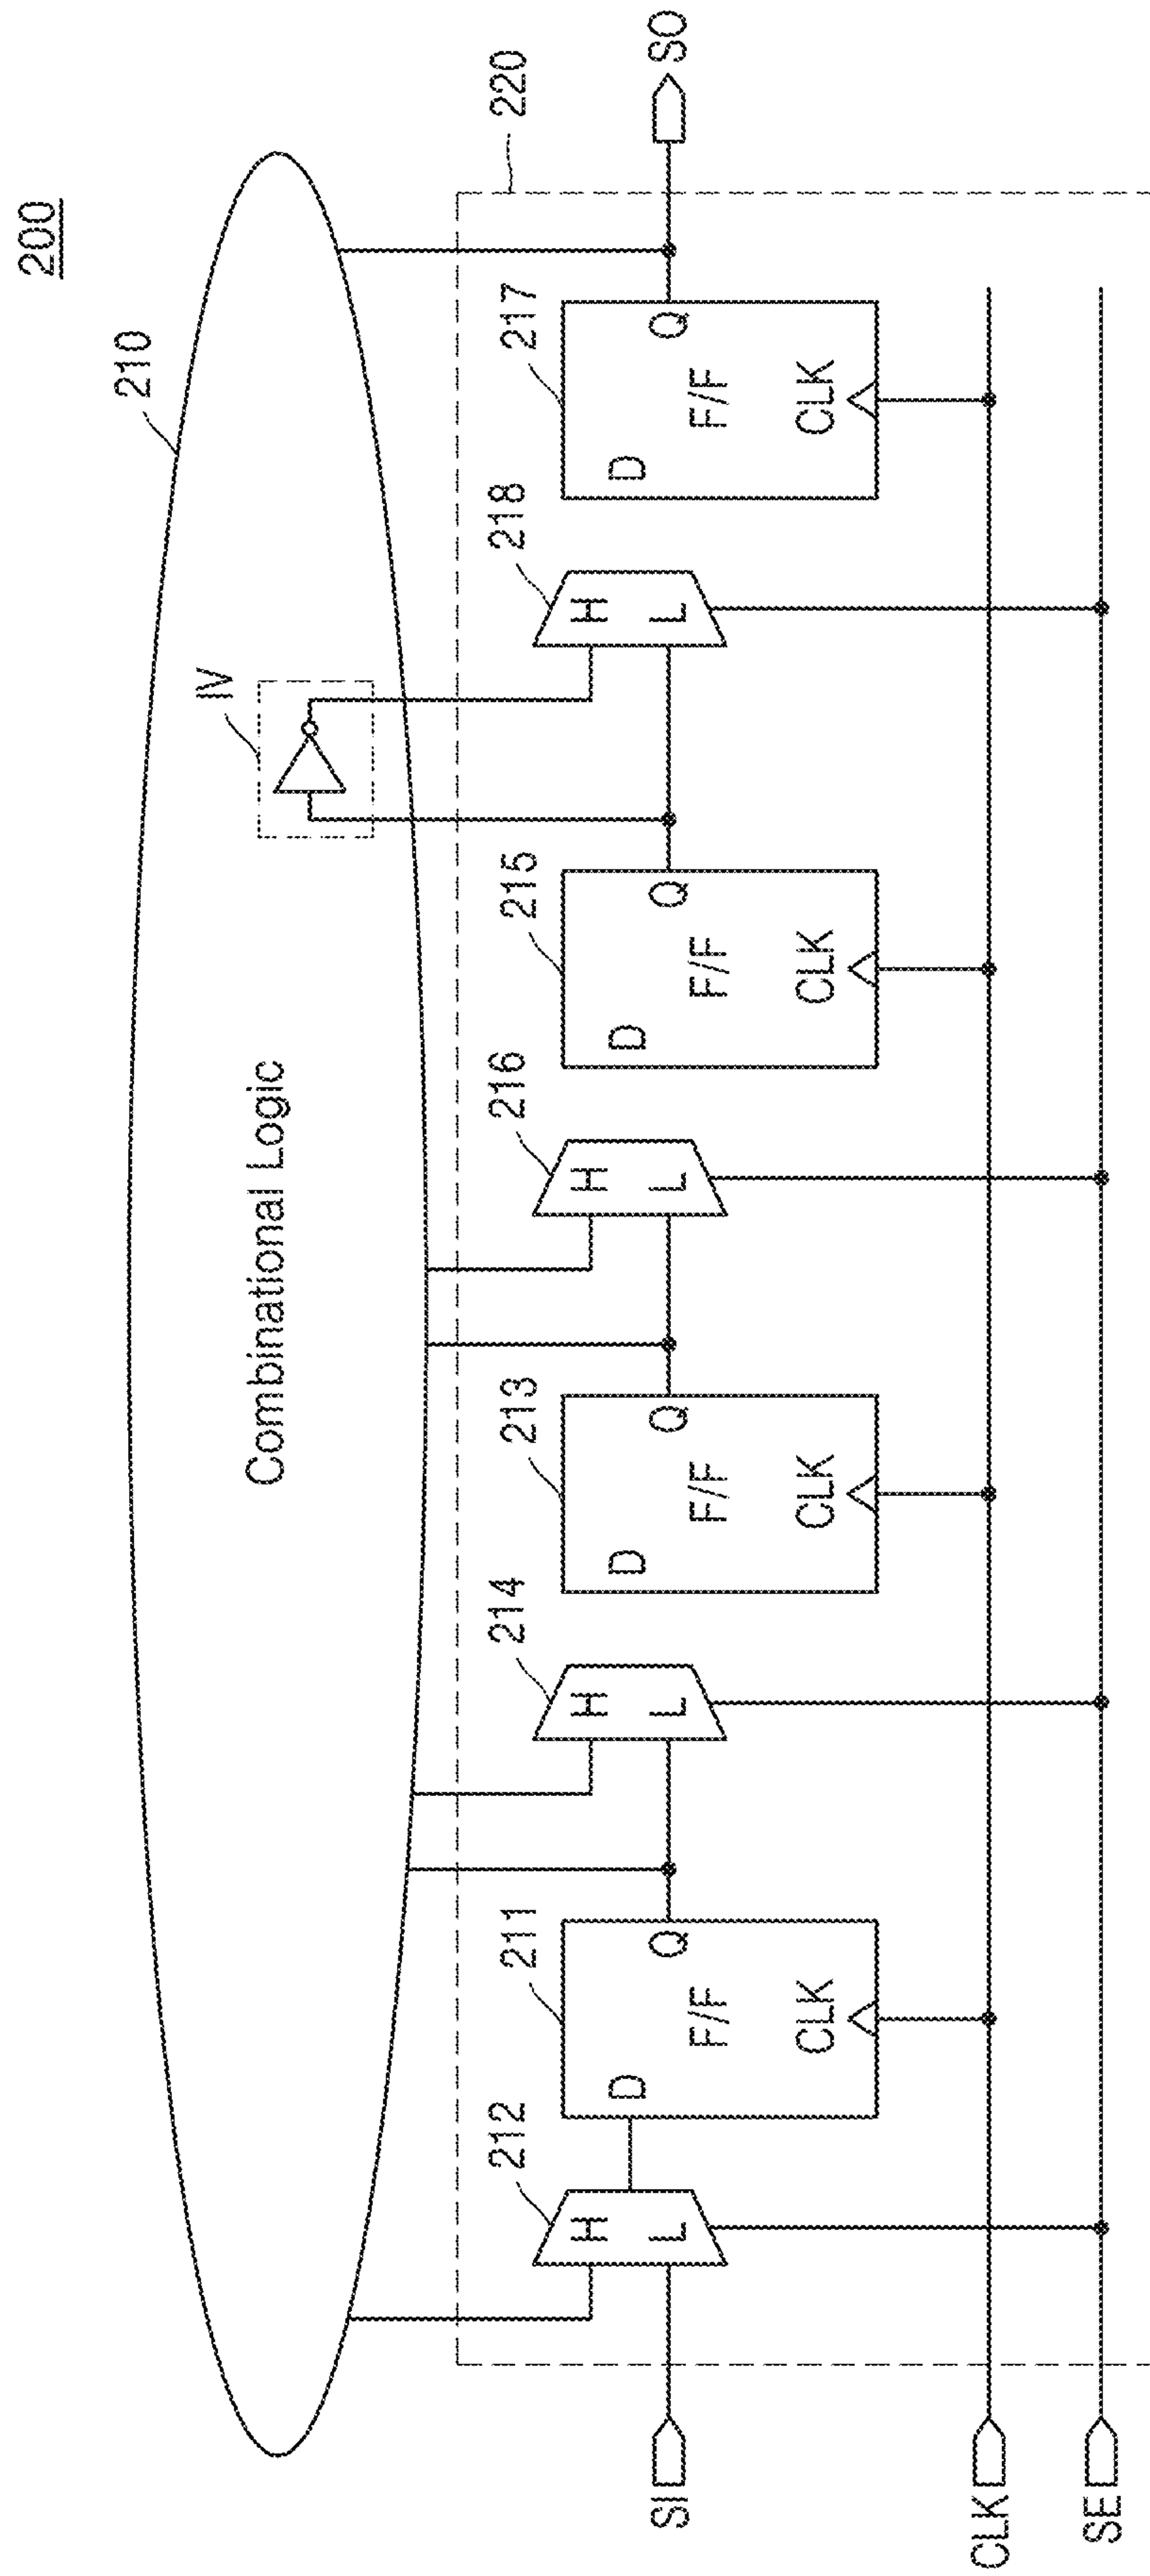 200
210
Combinational Logic
IV
220
212
H
L
211
D
Q
F/F
CLK
214
H
L
213
D
Q
F/F
CLK
216
H
L
215
D
Q
F/F
CLK
218
H
L
217
D
Q
F/F
CLK
SI
SO
CLK
SE